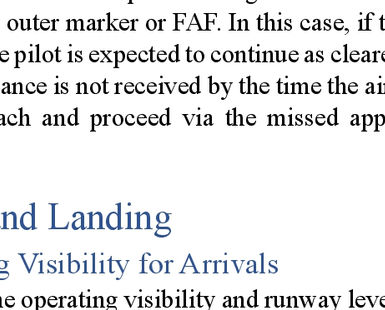 outer marker or FAF. In this case, if t
e pilot is expected to continue as cleare
ance is not received by the time the air
ach and proceed via the missed app
nd Landing
g Visibility for Arrivals
he operating visibility and runway leve